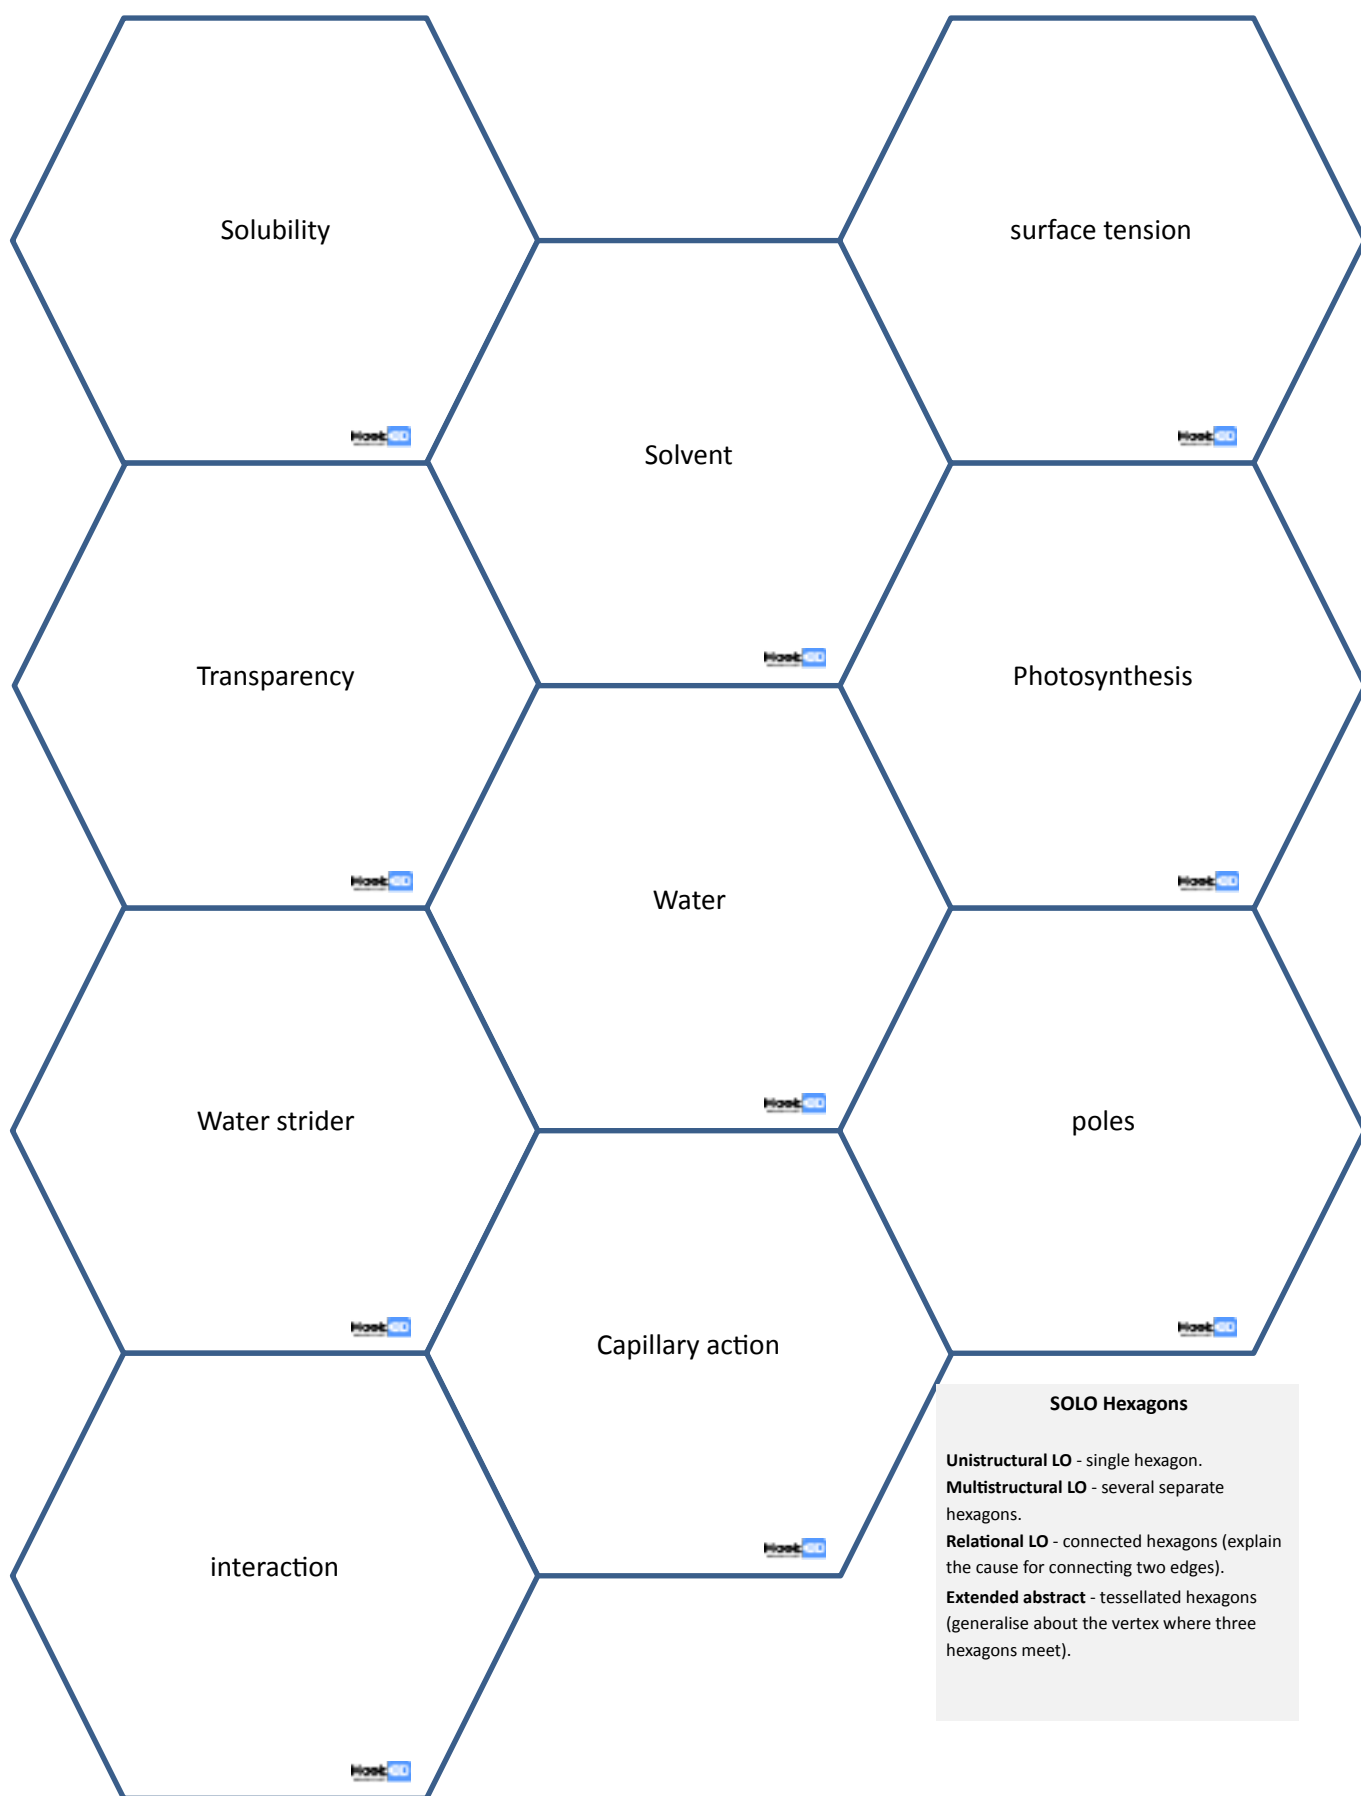 Solubility
surface tension
Solvent
Transparency
Photosynthesis
Water
Water strider
poles
Capillary action
interaction
SOLO Hexagons
Unistructural LO - single hexagon.
Multistructural LO - several separate
hexagons.
Relational LO - connected hexagons (explain
the cause for connecting two edges).
Extended abstract - tessellated hexagons
(generalise about the vertex where three
hexagons meet).